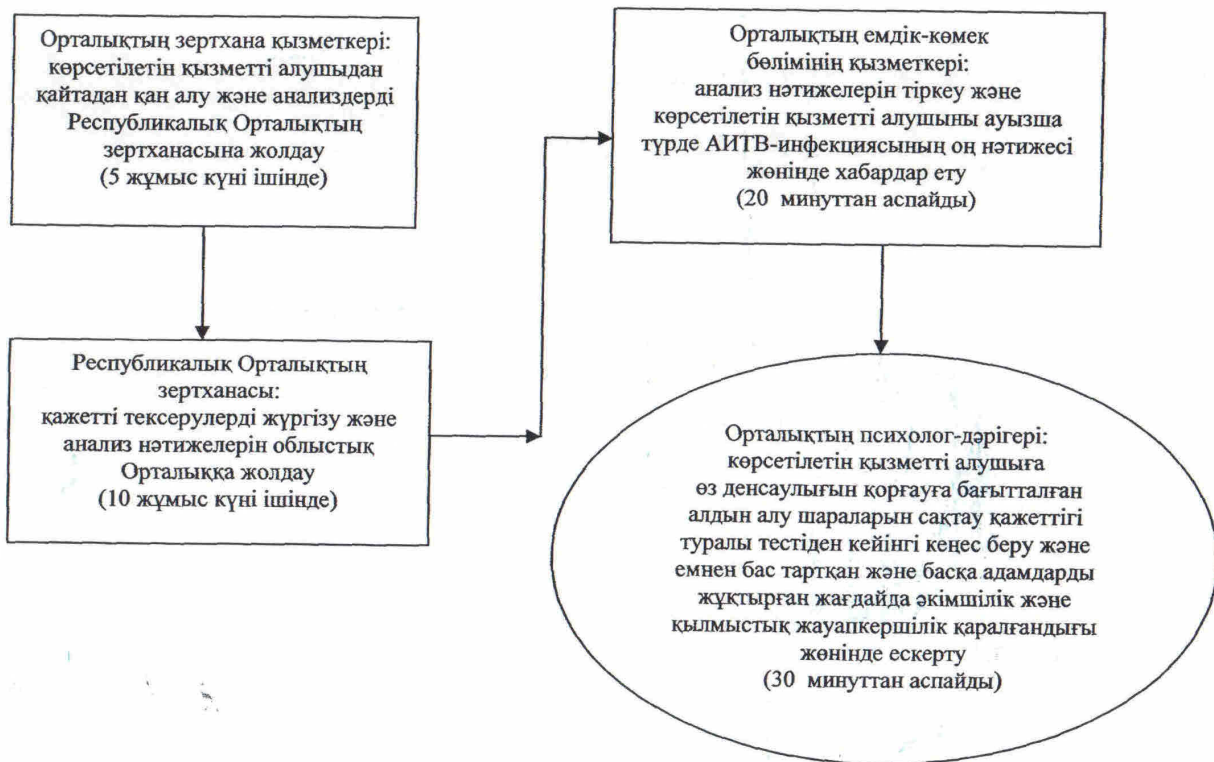 Орталықтың зертхана қызметкері:
көрсетілетін қызметті алушыдан
қайтадан қан алу және анализдерді
Республикалық Орталықтың
зертханасына жолдау
(5 жұмыс күні ішінде)
Республикалық Орталықтың
зертханасы:
қажетті тексерулерді жүргізу және
анализ нәтижелерін облыстық
Орталыққа жолдау
(10 жұмыс күні ішінде)
Орталықтың емдік-көмек
бөлімінің қызметкері:
анализ нәтижелерін тіркеу және
көрсетілетін қызметті алушыны ауызша
түрде АИТВ-инфекциясының оң нәтижесі
жөнінде хабардар ету
(20 минуттан аспайды)
Орталықтың психолог-дәрігері:
көрсетілетін қызметті алушыға
өз денсаулығын қорғауға бағытталған
алдын алу шараларын сақтау қажеттігі
туралы тестіден кейінгі кеңес беру және
емнен бас тартқан және басқа адамдарды
жұқтырған жағдайда әкімшілік және
қылмыстық жауапкершілік қаралғандығы
жөнінде ескерту
(30 минуттан аспайды)